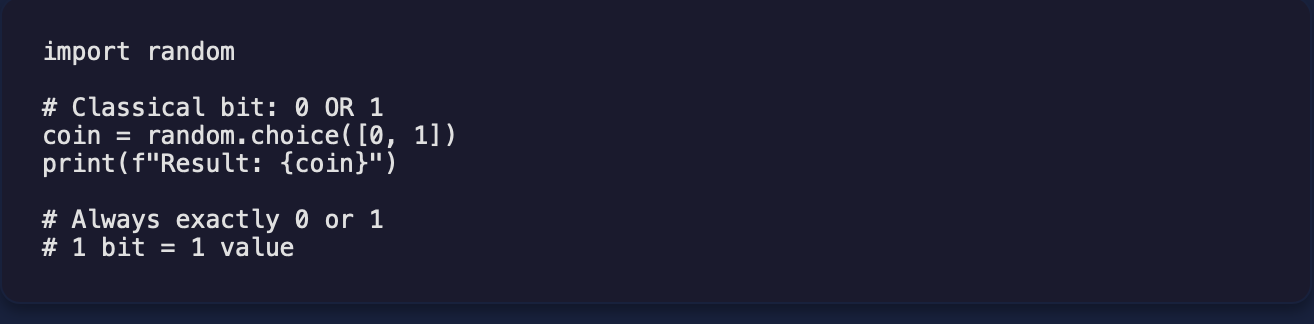 import random
# Classical bit: 0 OR 1
coin = random.choice([0, 1])
print(f"Result: {coin}")
# Always exactly 0 or 1
# 1 bit = 1 value